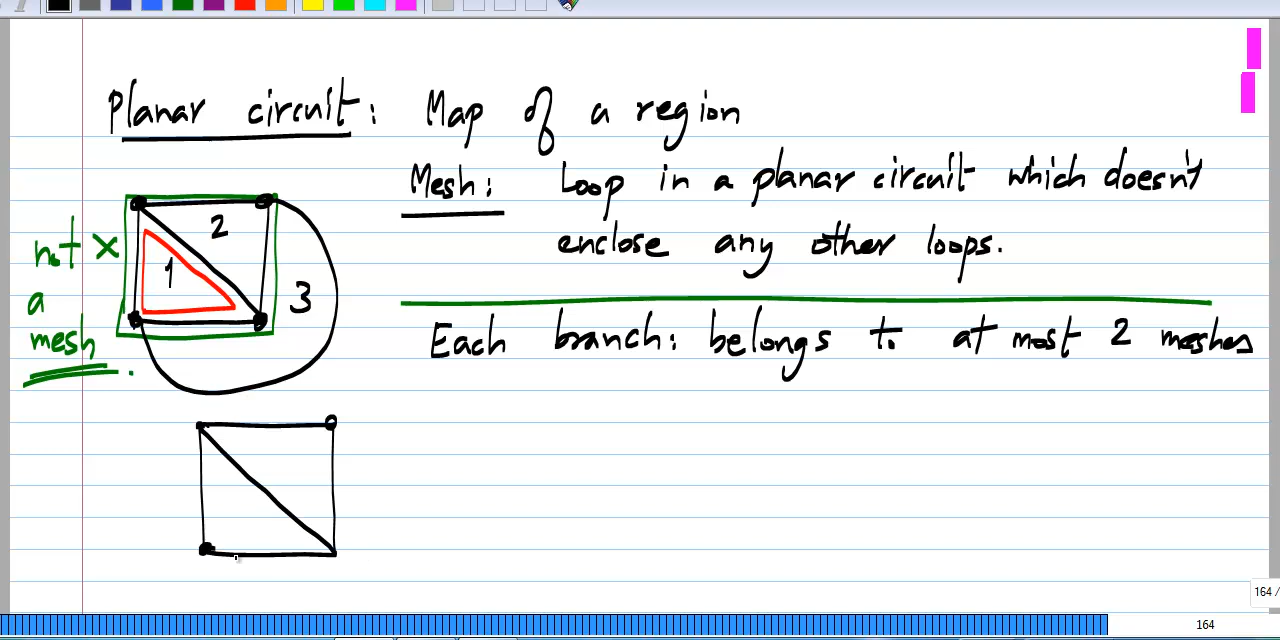 Planar circuit: Map of a region
Mesh: Loop in a planar circuit which doesn't
enclose any other loops.
Each branch: belongs to at most 2 meshes
not X
a
mesh
1
2
3
164 /
164